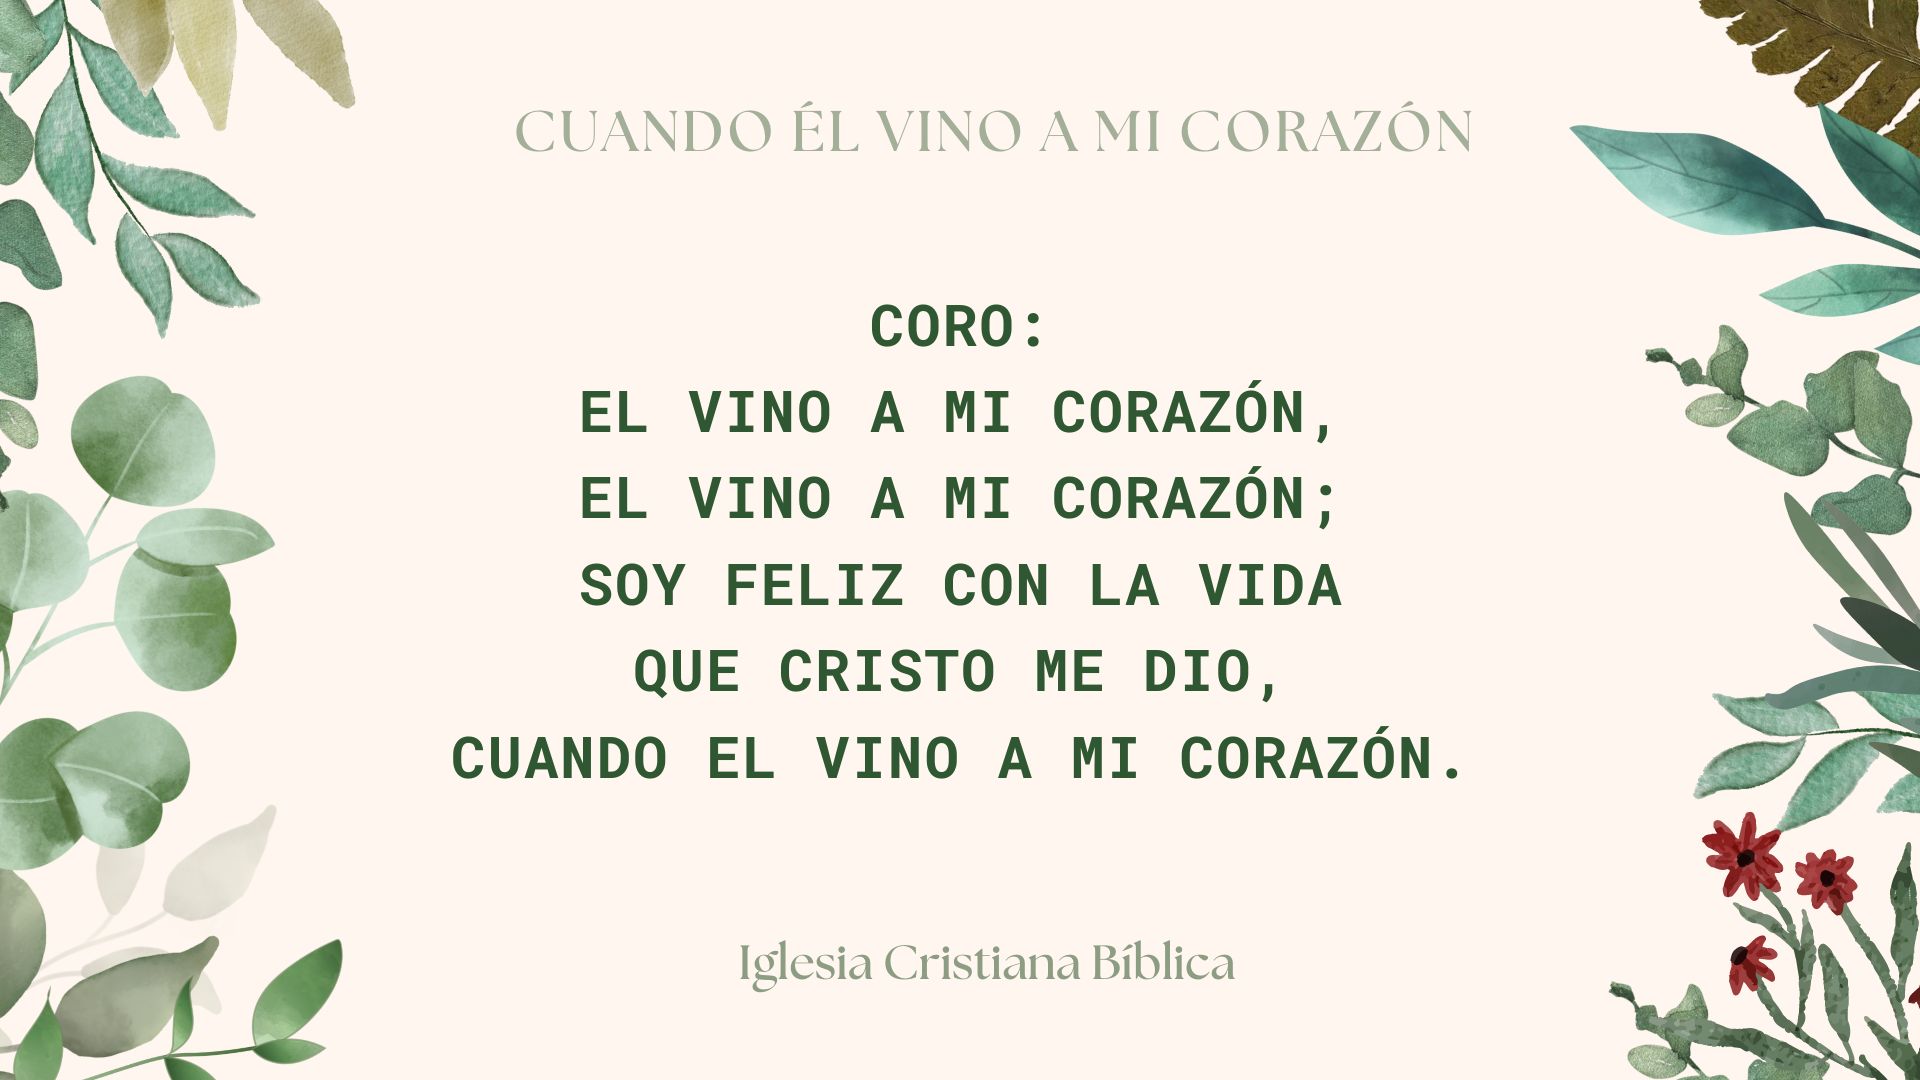 CUANDO ÉL VINO A MI CORAZÓN
CORO:
EL VINO A MI CORAZÓN,
EL VINO A MI CORAZÓN;
SOY FELIZ CON LA VIDA
QUE CRISTO ME DIO,
CUANDO EL VINO A MI CORAZÓN.
Iglesia Cristiana Bíblica